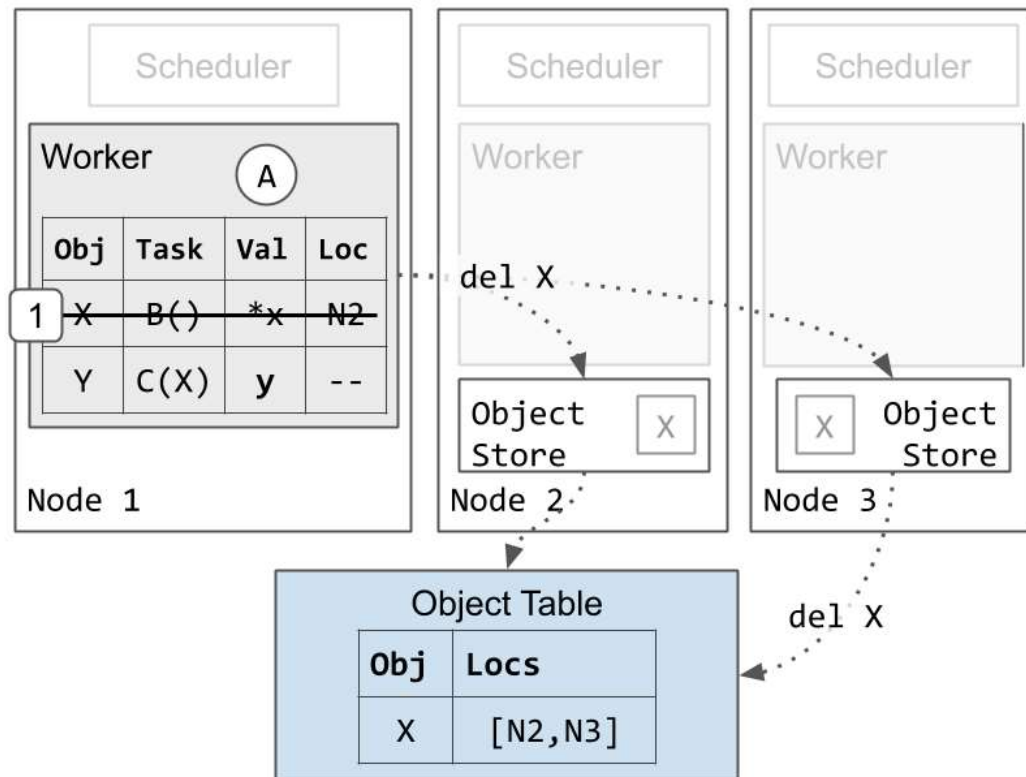 Scheduler
Worker
A
Obj Task Val Loc
1 X B() *x N2
Y C(X) y --
Node 1
Scheduler
Worker
del X
Object
Store
X
Node 2
Scheduler
Worker
X
Object
Store
Node 3
Object Table
Obj Locs
X [N2,N3]
del X